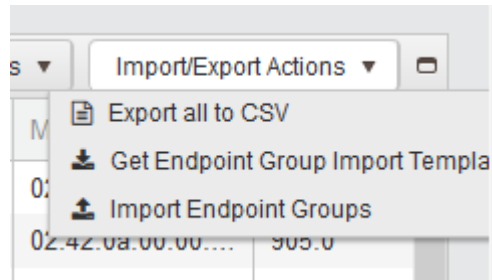 s Import/Export Actions
Export all to CSV
M
Get Endpoint Group Import Templa
02
Import Endpoint Groups
02:42:0a:00:00.... 905.0